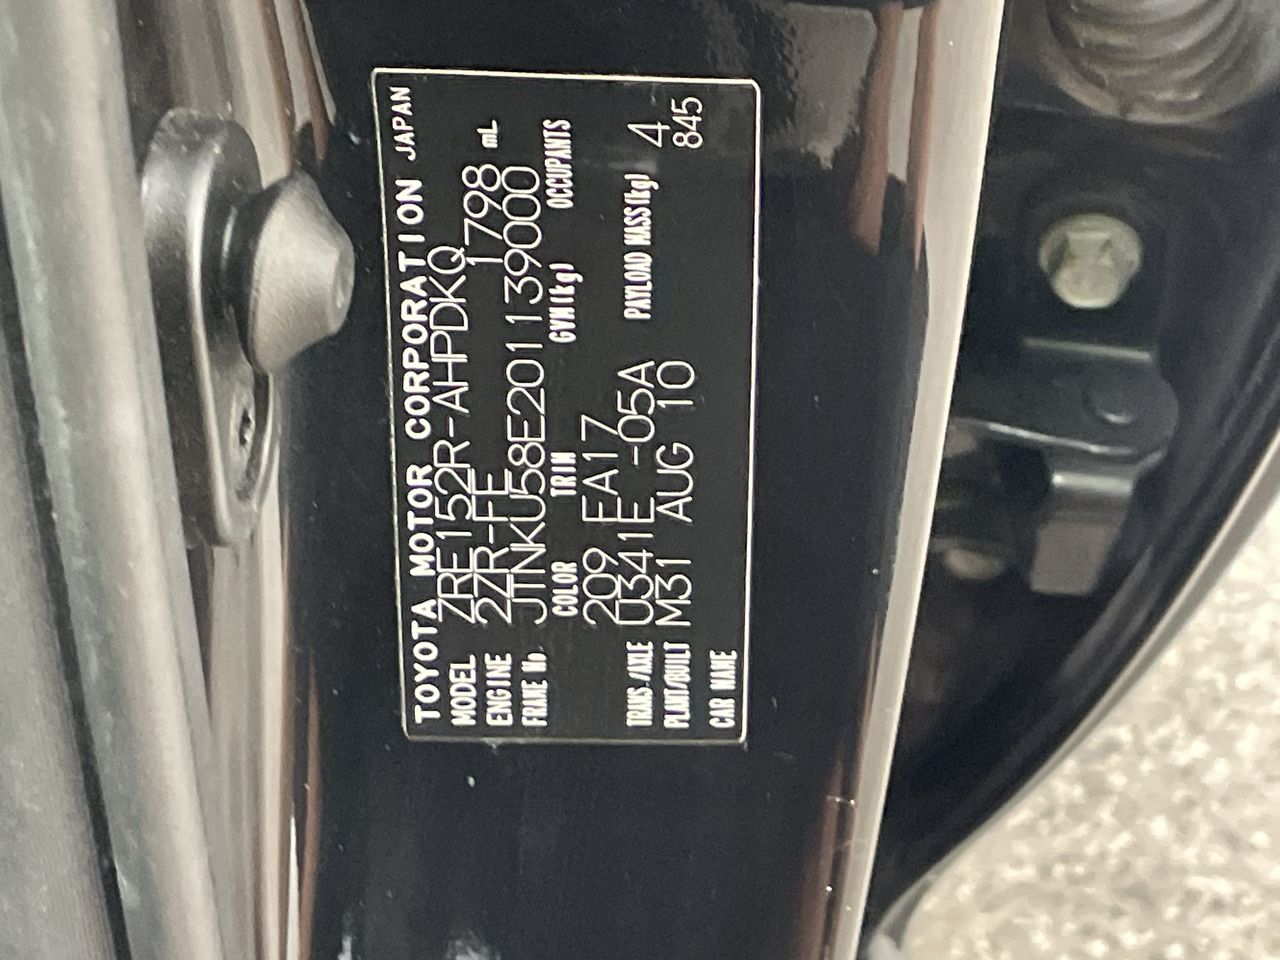 TOYOTA MOTOR CORPORATION JAPAN
MODEL ZRE152R-AHPDKQ
ENGINE 2ZR-FE 1798 mL
FRAME No. JTNKU58E201139000
COLOR TRIM GVM(kg) OCCUPANTS
209 EA17
TRANS./AXLE U341E -05A PAYLOAD MASS(kg) 4
PLANT/BUILT M31 AUG 10 845
CAR NAME